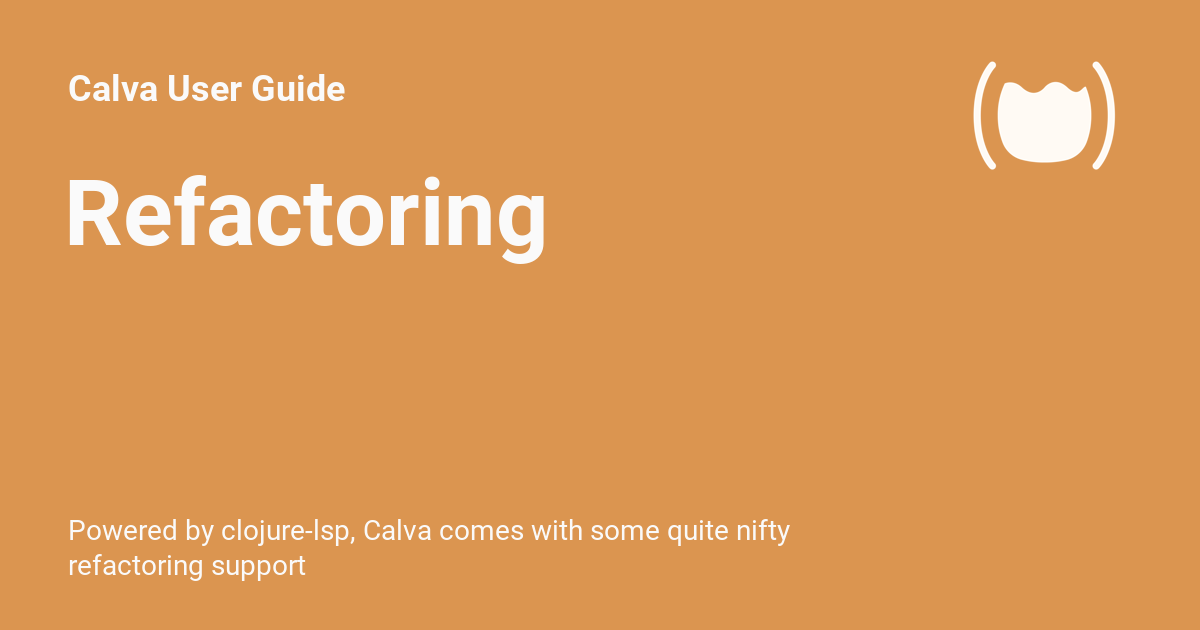 Calva User Guide
Refactoring
Powered by clojure-lsp, Calva comes with some quite nifty
refactoring support